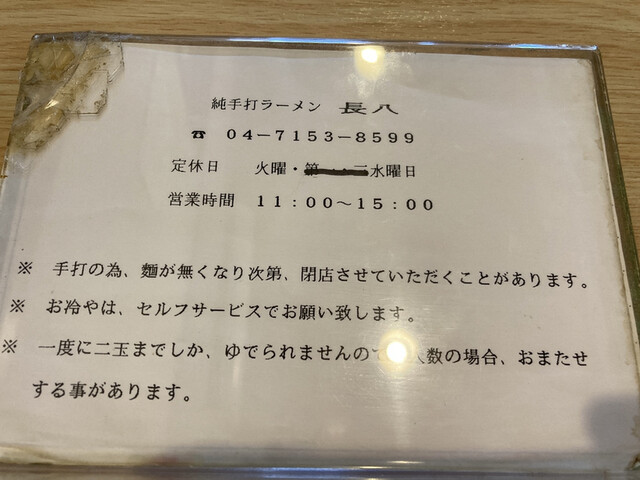 純手打ラーメン 長八
☎ 04−7153−8599
定休日 火曜・水曜日
営業時間 11：00〜15：00
※ 手打の為、麺が無くなり次第、閉店させていただくことがあります。
※ お冷やは、セルフサービスでお願い致します。
※ 一度に二玉までしか、ゆでられませんので 人数の場合、おまたせ
する事があります。